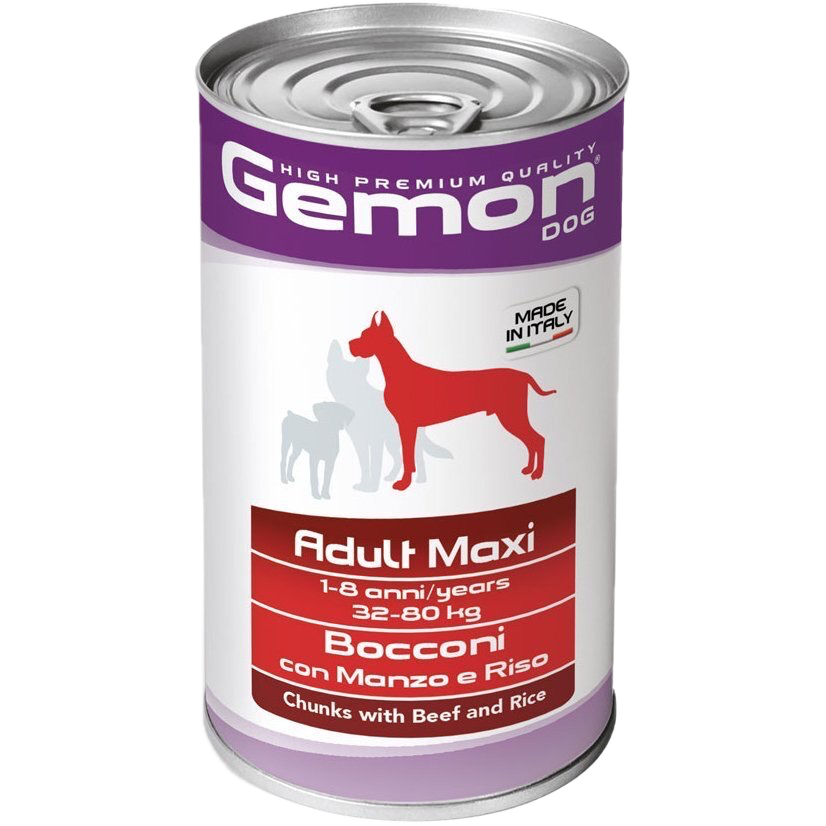 HIGH PREMIUM QUALITY
Gemon®
DOG
MADE
IN ITALY
Adult Maxi
1-8 anni/years
32-80 kg
Bocconi
con Manzo e Riso
Chunks with Beef and Rice